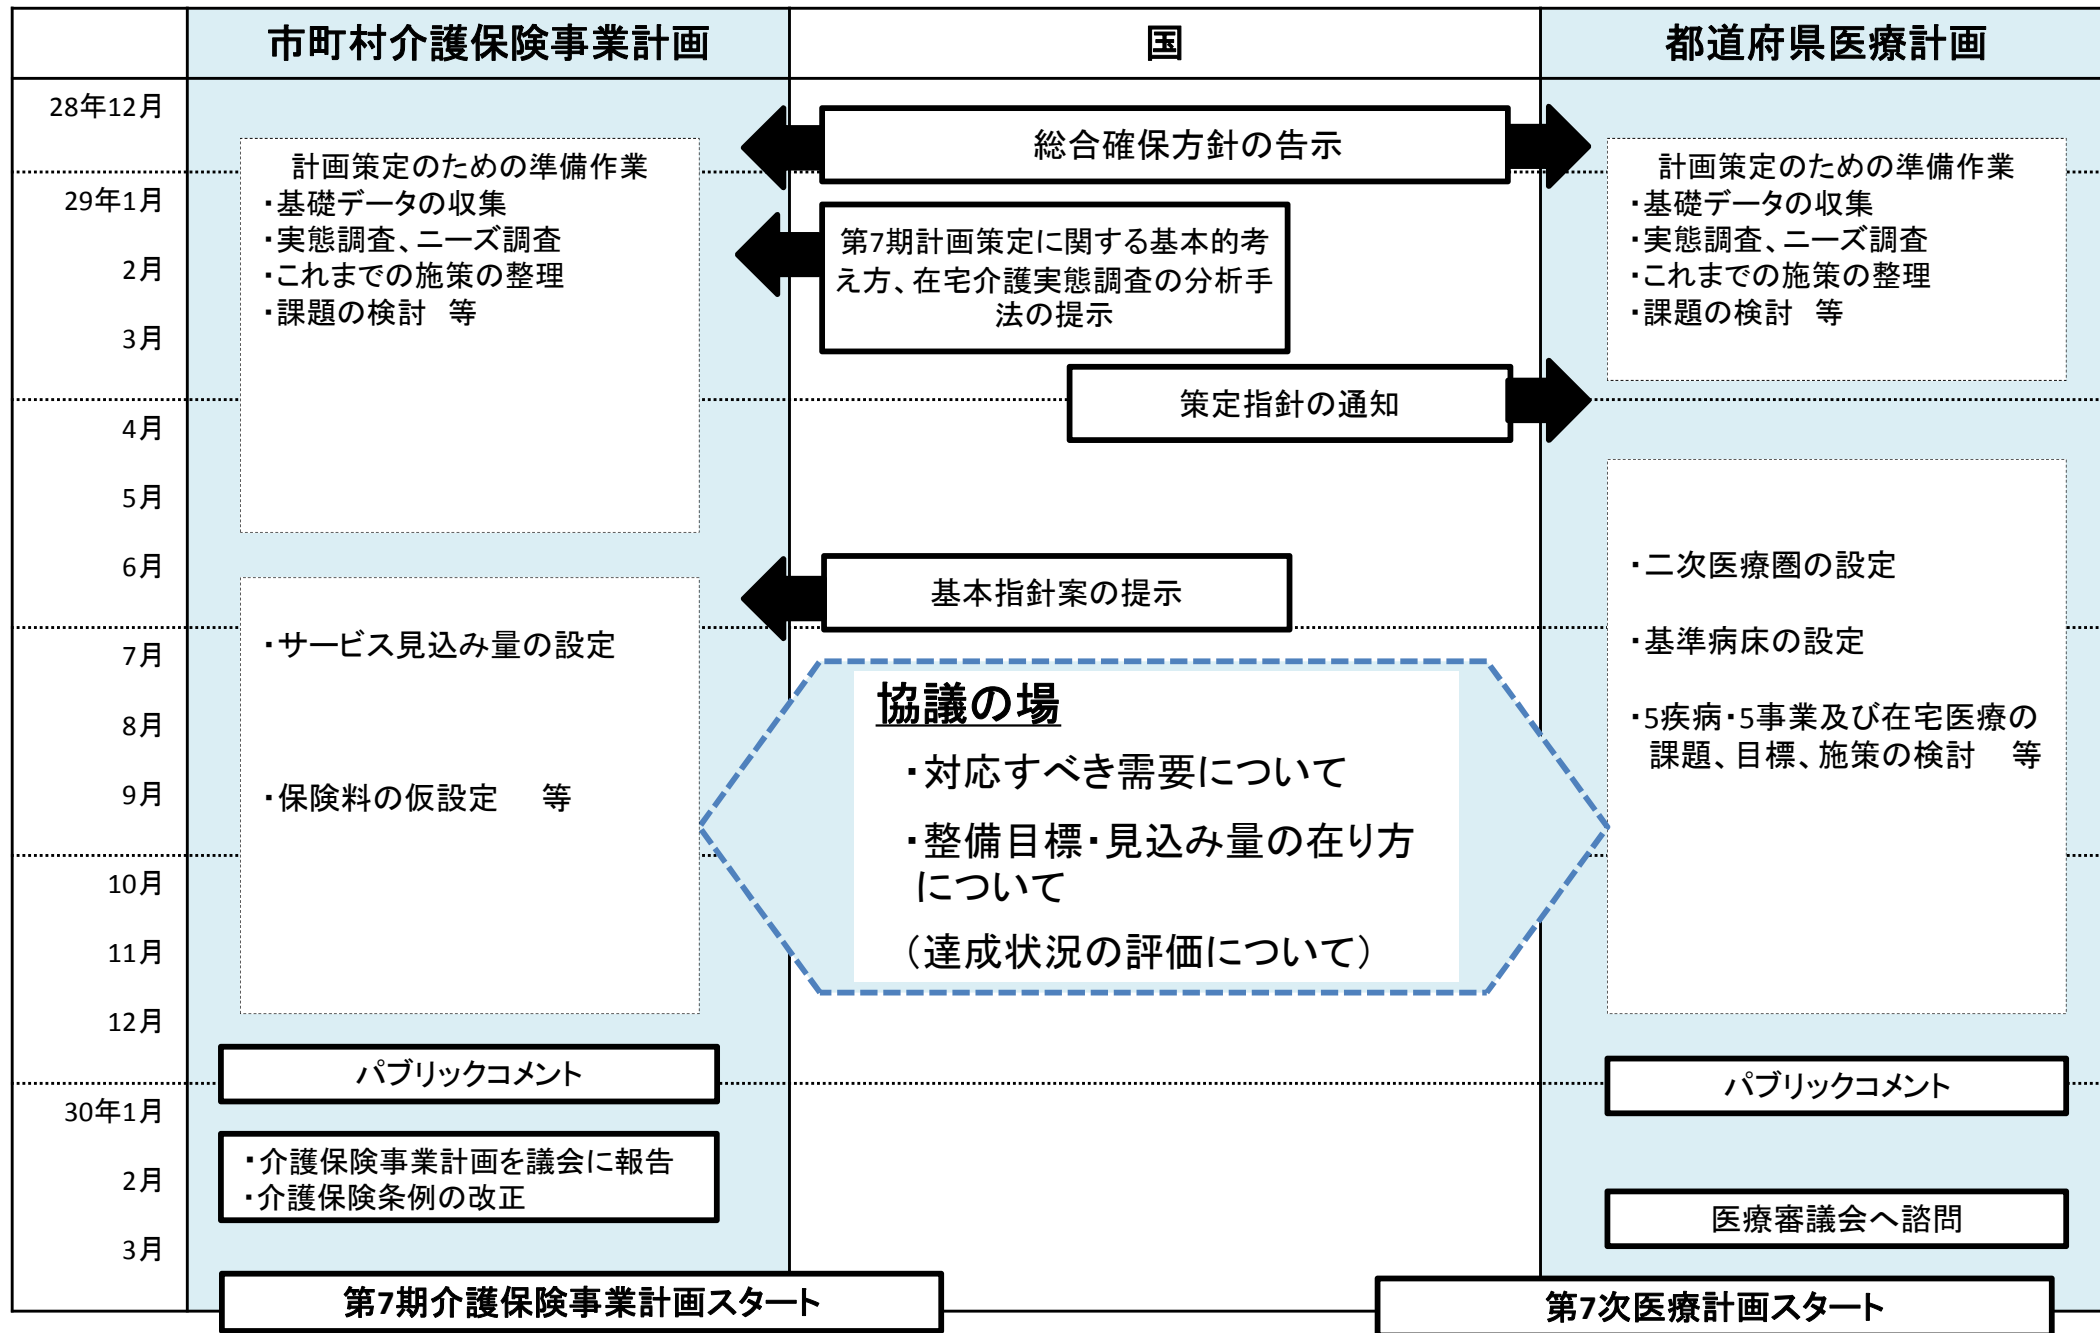 市町村介護保険事業計画
国
都道府県医療計画
28年12月
29年1月
2月
3月
4月
5月
6月
7月
8月
9月
10月
11月
12月
30年1月
2月
3月
計画策定のための準備作業
・基礎データの収集
・実態調査、ニーズ調査
・これまでの施策の整理
・課題の検討 等
・サービス見込み量の設定
・保険料の仮設定 等
パブリックコメント
・介護保険事業計画を議会に報告
・介護保険条例の改正
第7期介護保険事業計画スタート
総合確保方針の告示
第7期計画策定に関する基本的考
え方、在宅介護実態調査の分析手
法の提示
策定指針の通知
基本指針案の提示
協議の場
・対応すべき需要について
・整備目標・見込み量の在り方
について
（達成状況の評価について）
計画策定のための準備作業
・基礎データの収集
・実態調査、ニーズ調査
・これまでの施策の整理
・課題の検討 等
・二次医療圏の設定
・基準病床の設定
・5疾病・5事業及び在宅医療の
課題、目標、施策の検討 等
パブリックコメント
医療審議会へ諮問
第7次医療計画スタート